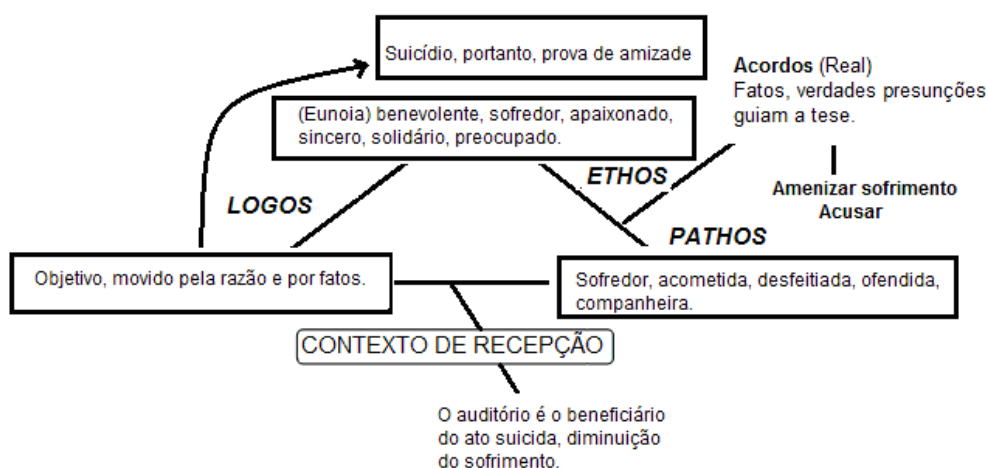 Suicídio, portanto, prova de amizade
Acordos (Real)
Fatos, verdades presunções
guiam a tese.
(Eunoia) benevolente, sofredor, apaixonado,
sincero, solidário, preocupado.
ETHOS
Amenizar sofrimento
Acusar
LOGOS
PATHOS
Objetivo, movido pela razão e por fatos.
Sofredor, acometida, desfeitiada, ofendida,
companheira.
CONTEXTO DE RECEPÇÃO
O auditório é o beneficiário
do ato suicida, diminuição
do sofrimento.